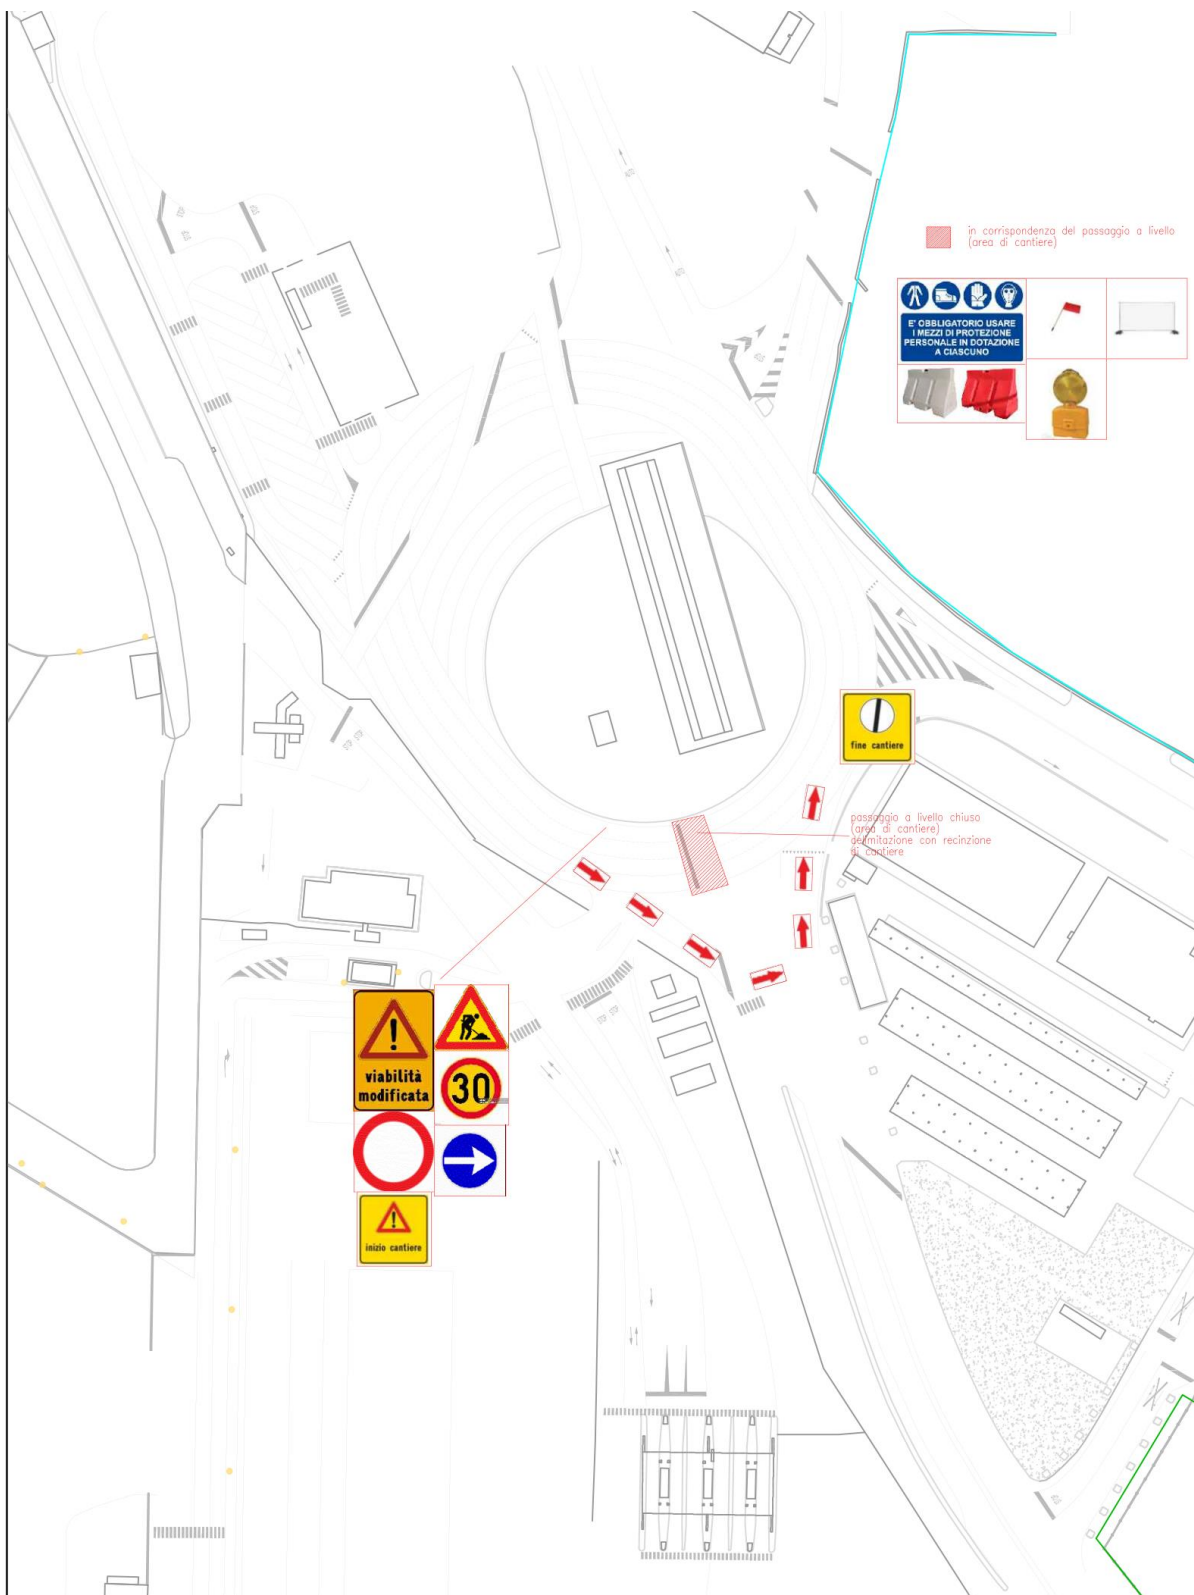 in corrispondenza del passaggio a livello
(area di cantiere)
E' OBBLIGATORIO USARE
I MEZZI DI PROTEZIONE
PERSONALE IN DOTAZIONE
A CIASCUNO
fine cantiere
passaggio a livello chiuso
(area di cantiere)
delimitazione con recinzione
di cantiere
viabilità
modificata
30
inizio cantiere